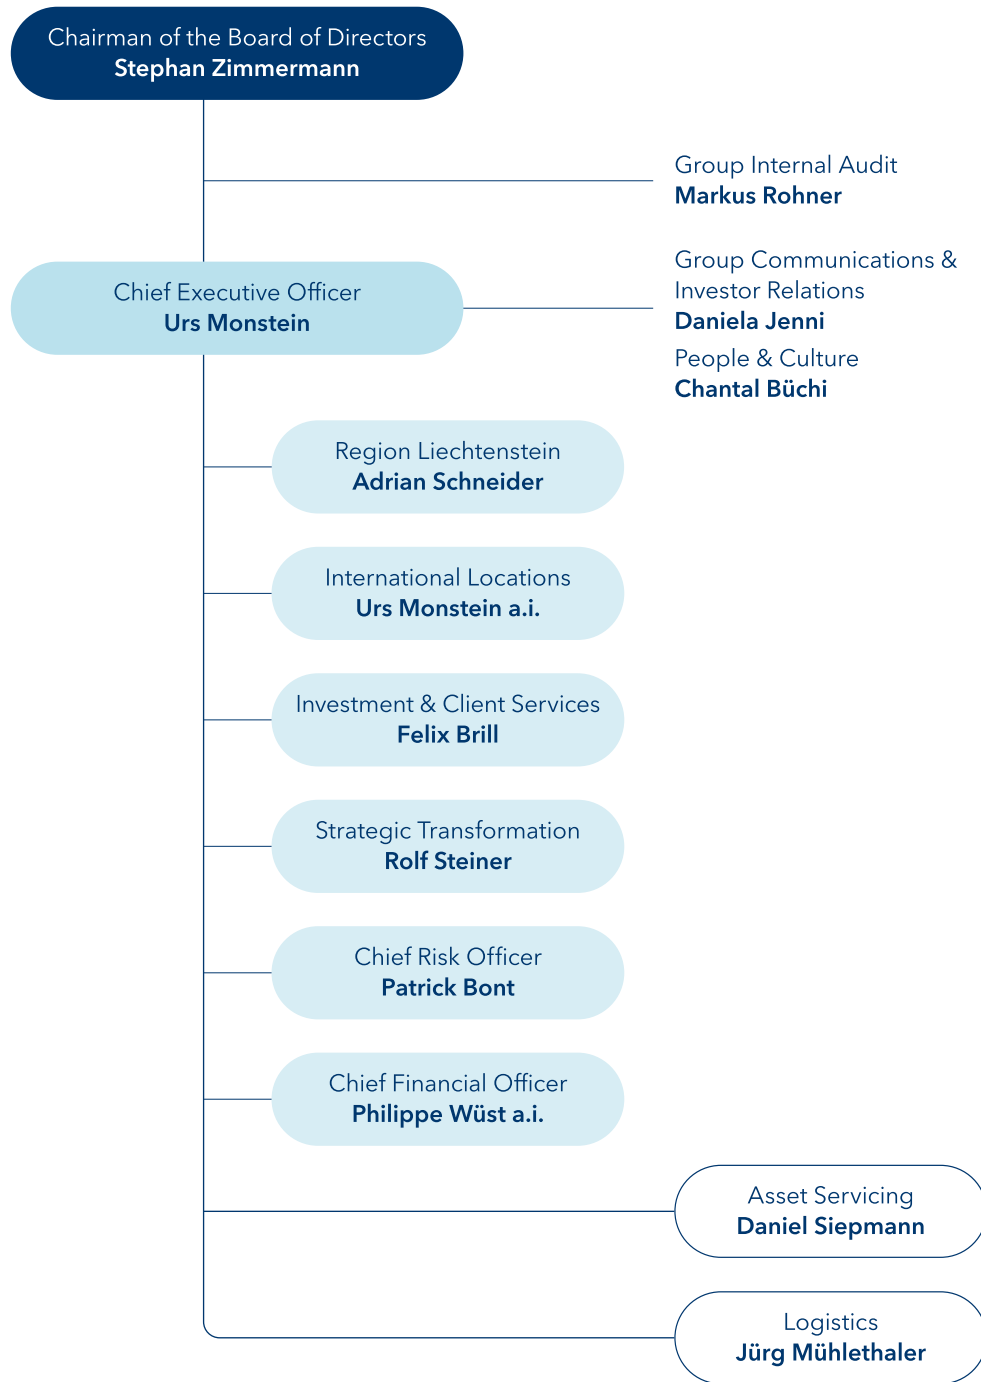 Chairman of the Board of Directors
Stephan Zimmermann
Group Internal Audit
Markus Rohner
Chief Executive Officer
Urs Monstein
Group Communications &
Investor Relations
Daniela Jenni
People & Culture
Chantal Büchi
Region Liechtenstein
Adrian Schneider
International Locations
Urs Monstein a.i.
Investment & Client Services
Felix Brill
Strategic Transformation
Rolf Steiner
Chief Risk Officer
Patrick Bont
Chief Financial Officer
Philippe Wüst a.i.
Asset Servicing
Daniel Siepmann
Logistics
Jürg Mühlethaler